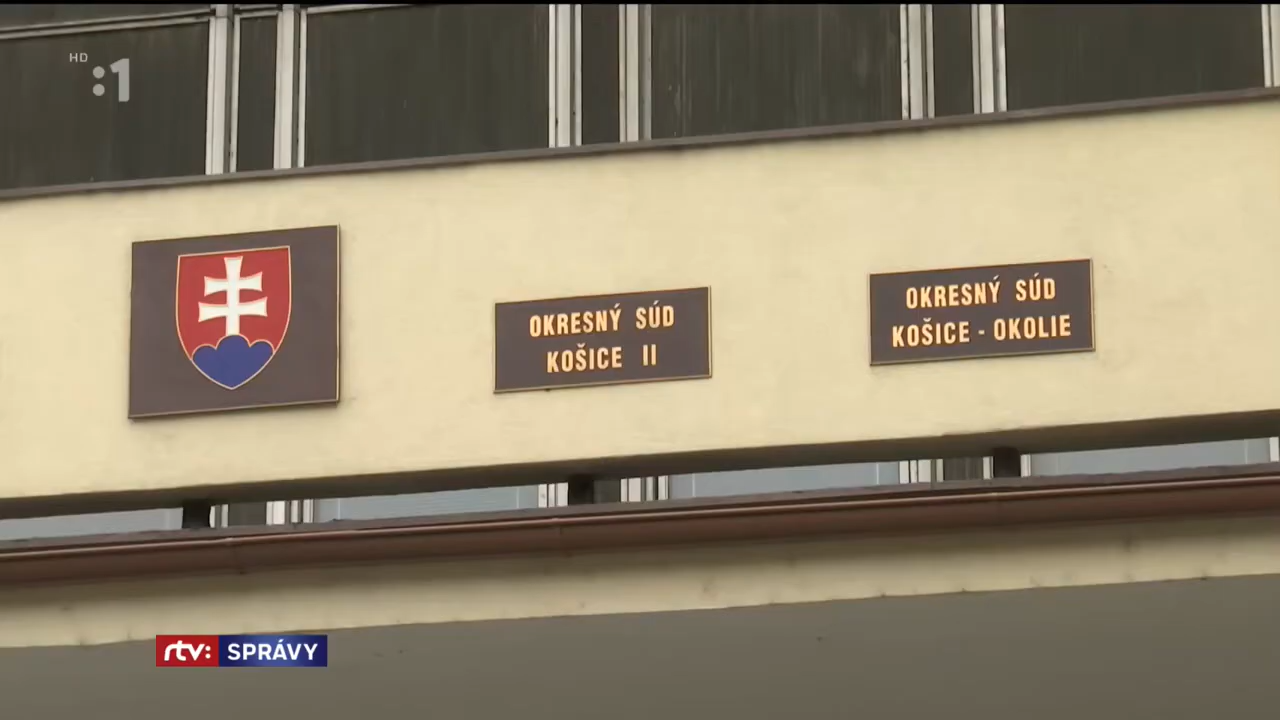 HD
:1
OKRESNÝ SÚD
KOŠICE II
OKRESNÝ SÚD
KOŠICE - OKOLIE
rtv: SPRÁVY